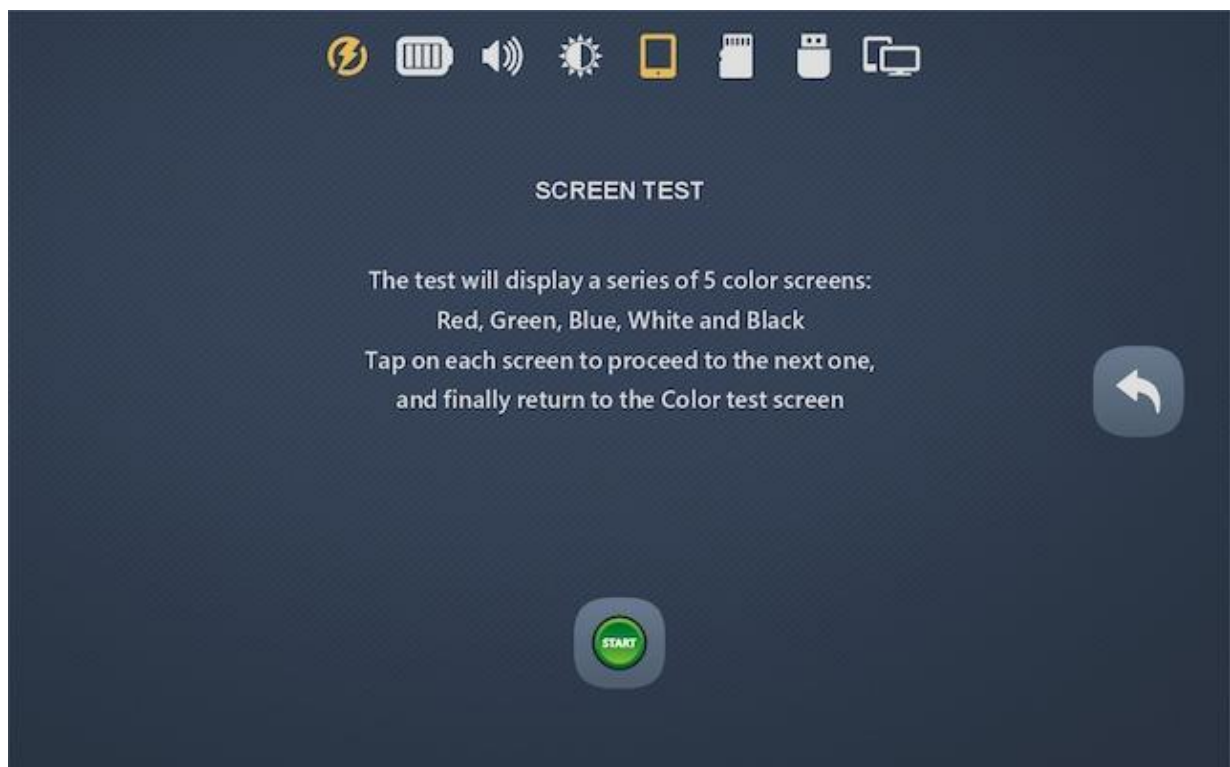 SCREEN TEST
The test will display a series of 5 color screens:
Red, Green, Blue, White and Black
Tap on each screen to proceed to the next one,
and finally return to the Color test screen
START